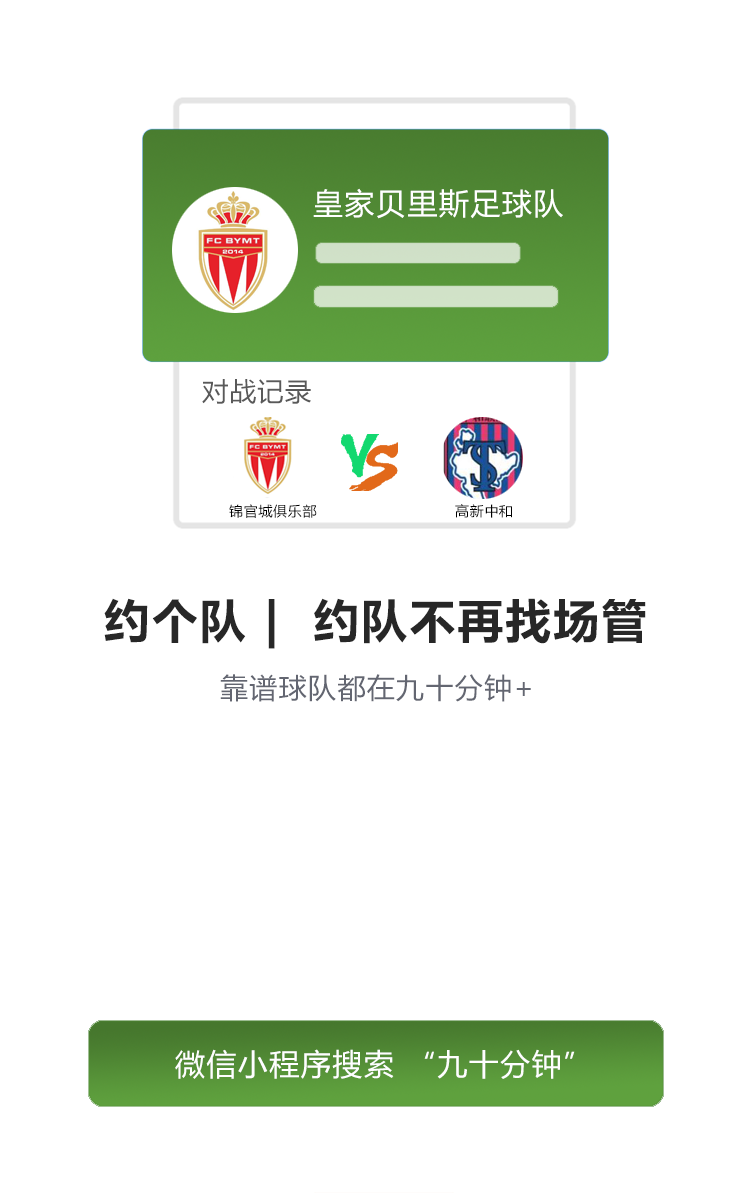 皇家贝里斯足球队
FC BYMT
2014
对战记录
FC BYMT
2014
VS
TS
锦官城俱乐部
高新中和
约个队 | 约队不再找场管
靠谱球队都在九十分钟+
微信小程序搜索 “九十分钟”